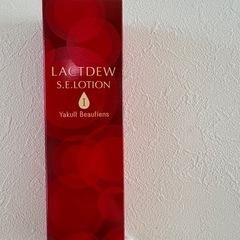 LACTDEW
S.E.LOTION
1
Yakult Beautiens